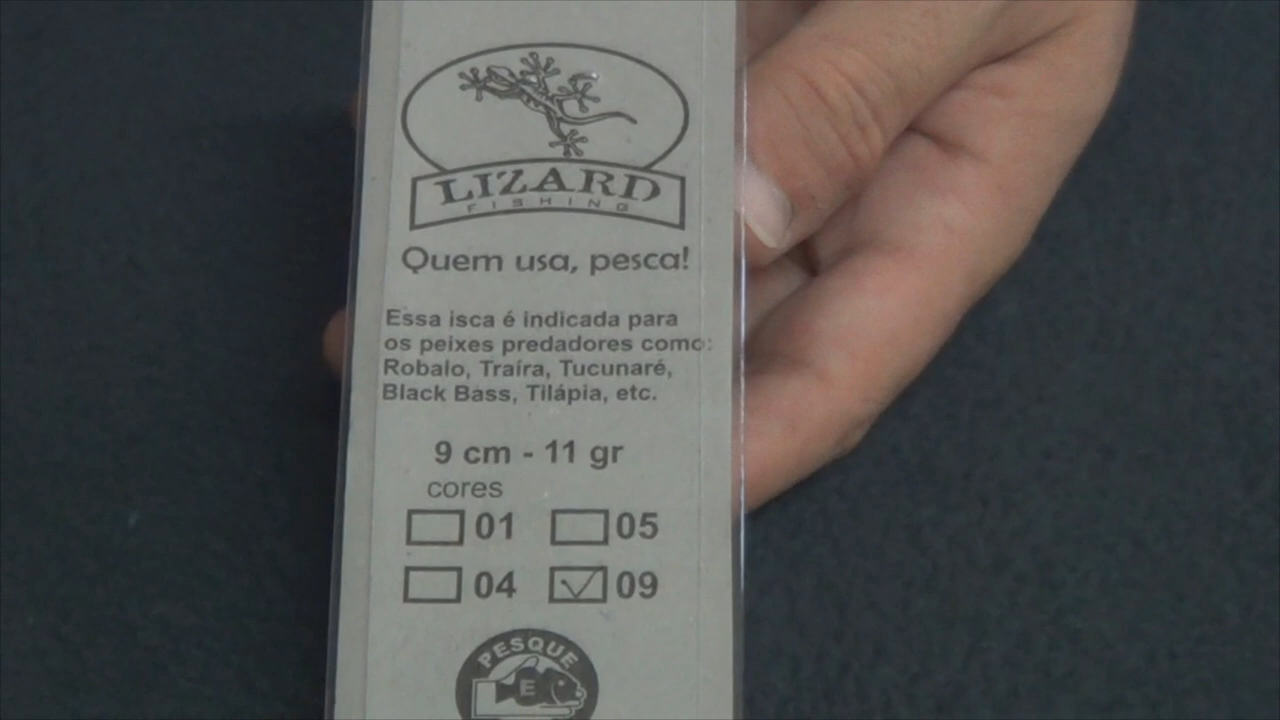 LIZARD
FISHING
Quem usa, pesca!
Essa isca é indicada para
os peixes predadores como:
Robalo, Traíra, Tucunaré,
Black Bass, Tilápia, etc.
9 cm - 11 gr
cores
01 05
04 09
PESQUE
E